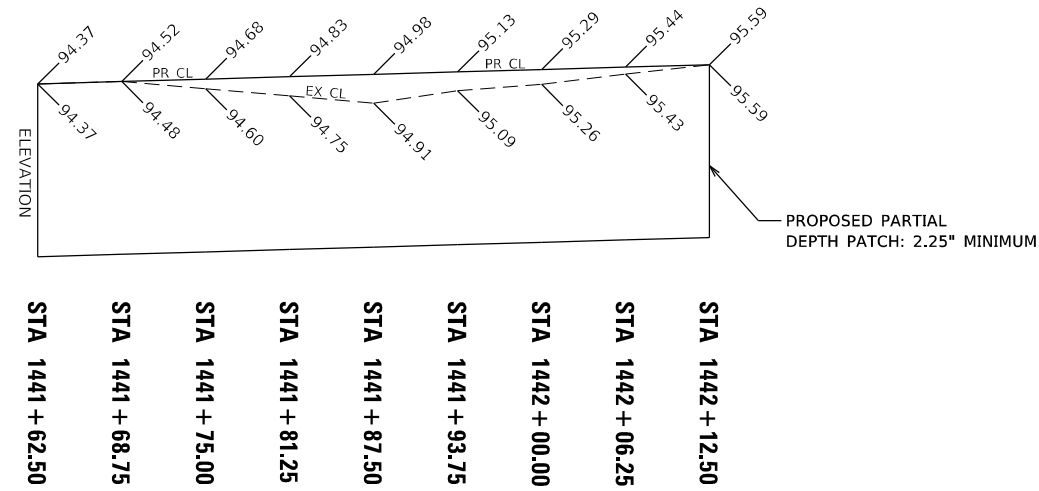 94.37
94.52
94.68
94.83
94.98
95.13
95.29
95.44
95.59
PR CL
PR CL
EX CL
94.37
94.48
94.60
94.75
94.91
95.09
95.26
95.43
95.59
ELEVATION
PROPOSED PARTIAL
DEPTH PATCH: 2.25" MINIMUM
STA 1441+62.50
STA 1441+68.75
STA 1441+75.00
STA 1441+81.25
STA 1441+87.50
STA 1441+93.75
STA 1442+00.00
STA 1442+06.25
STA 1442+12.50